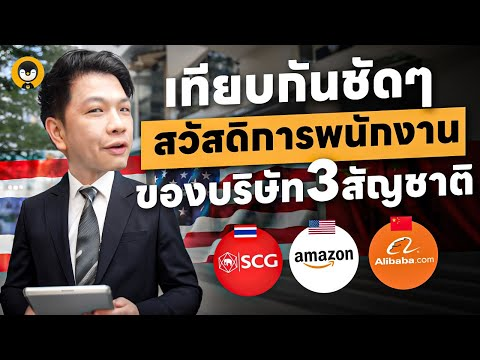 เทียบกันชัดๆ
สวัสดิการพนักงาน
ของบริษัท3สัญชาติ
SCG
amazon
Alibaba.com